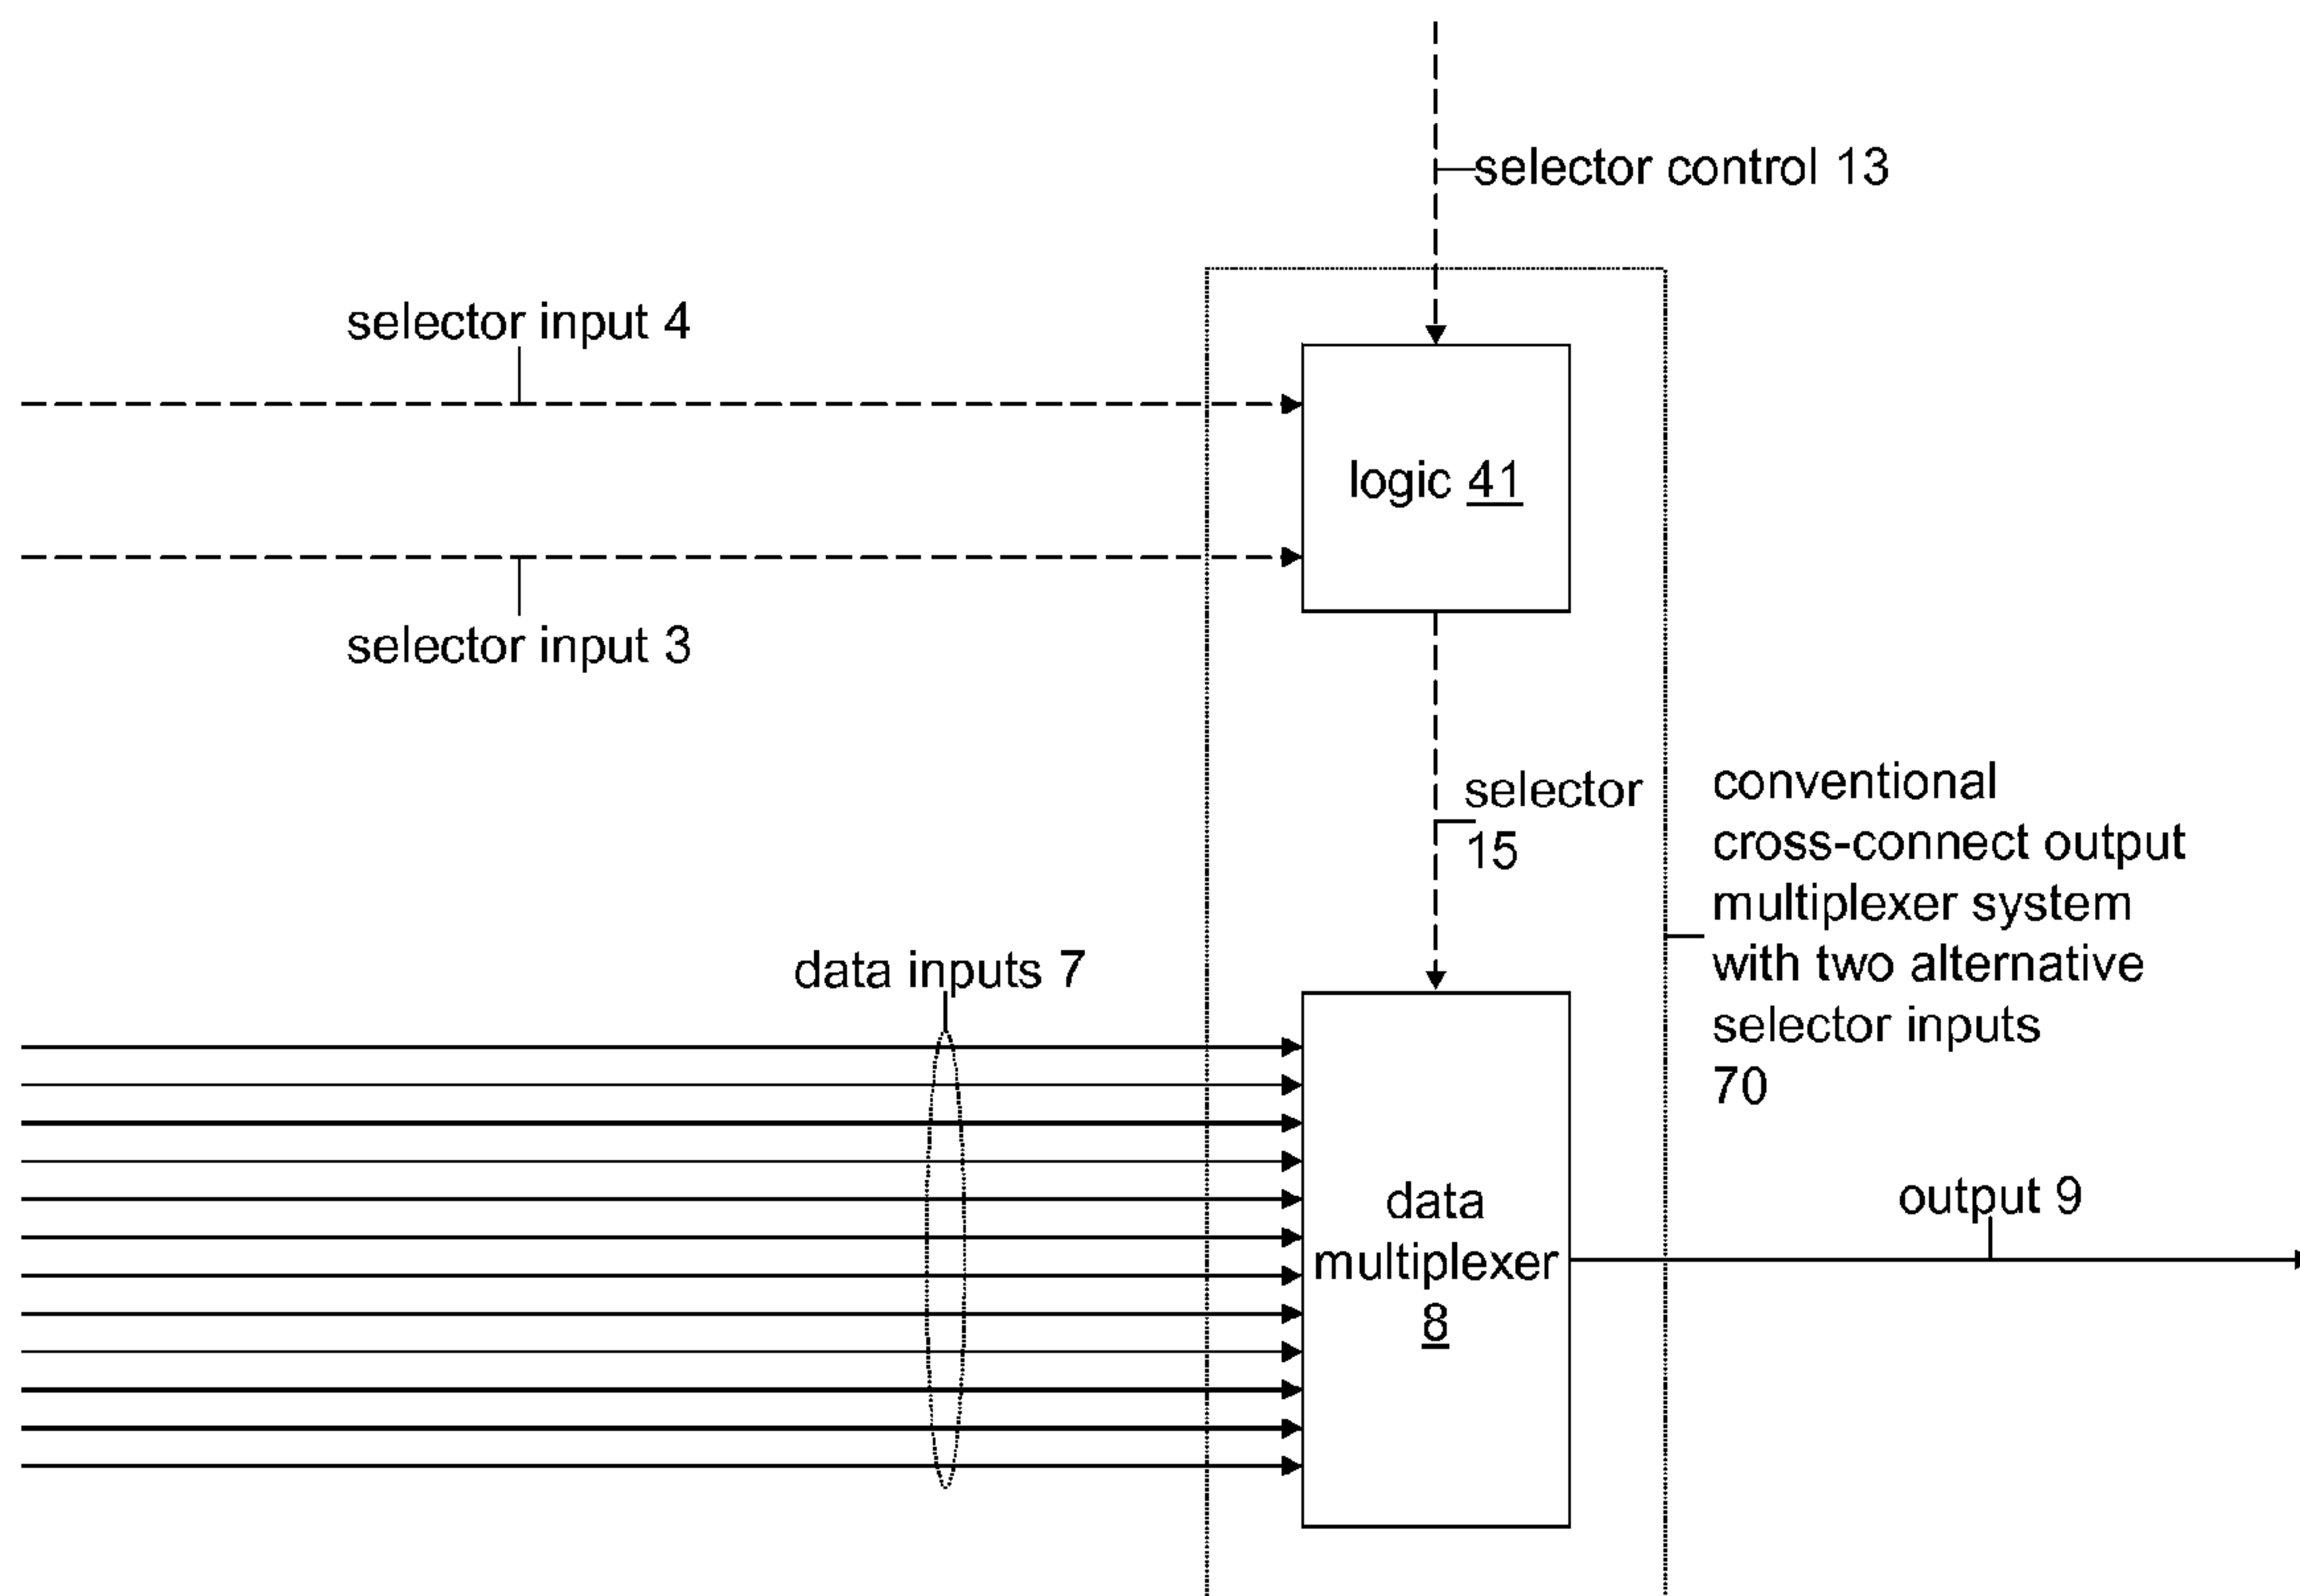 selector control 13
selector input 4
logic 41
selector input 3
selector
15
conventional
cross-connect output
multiplexer system
with two alternative
selector inputs
70
data inputs 7
data
multiplexer
8
output 9